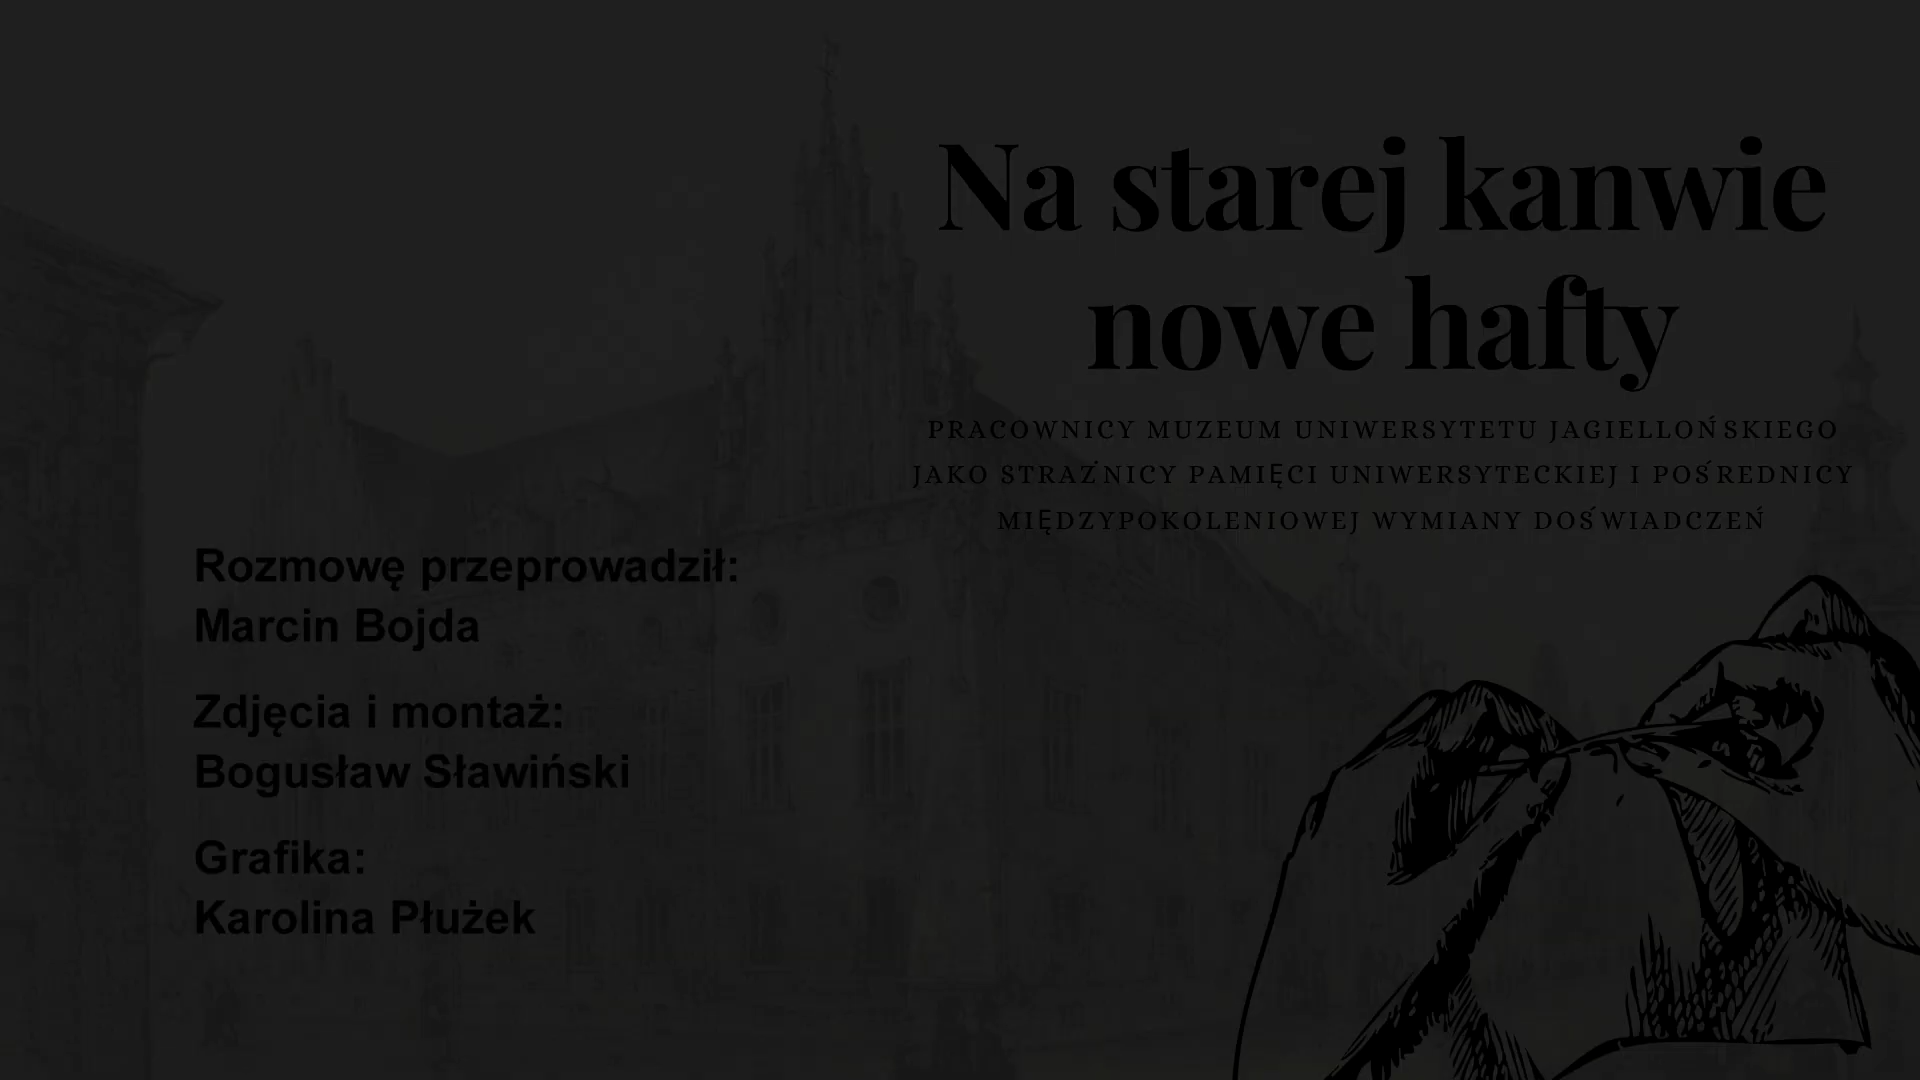 Na starej kanwie
nowe hafty
PRACOWNICY MUZEUM UNIWERSYTETU JAGIELLOŃSKIEGO
JAKO STRAŻNICY PAMIĘCI UNIWERSYTECKIEJ I POŚREDNICY
MIĘDZYPOKOLENIOWEJ WYMIANY DOŚWIADCZEŃ
Rozmowę przeprowadził:
Marcin Bojda
Zdjęcia i montaż:
Bogusław Sławiński
Grafika:
Karolina Płużek